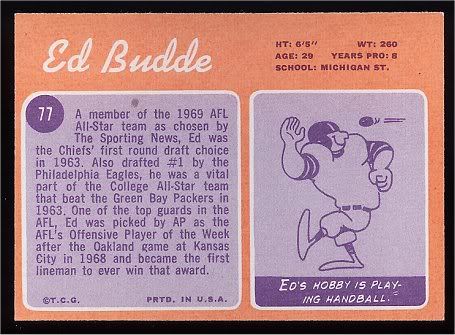 Ed Budde
HT: 6'5" WT: 260
AGE: 29 YEARS PRO: 8
SCHOOL: MICHIGAN ST.
77
A member of the 1969 AFL
All-Star team as chosen by
The Sporting News, Ed was
the Chiefs' first round draft choice
in 1963. Also drafted #1 by the
Philadelphia Eagles, he was a vital
part of the College All-Star team
that beat the Green Bay Packers in
1963. One of the top guards in the
AFL, Ed was picked by AP as the
AFL's Offensive Player of the Week
after the Oakland game at Kansas
City in 1968 and became the first
lineman to ever win that award.
©T.C.G. PRTD. IN U.S.A.
ED'S HOBBY IS PLAY-
ING HANDBALL.